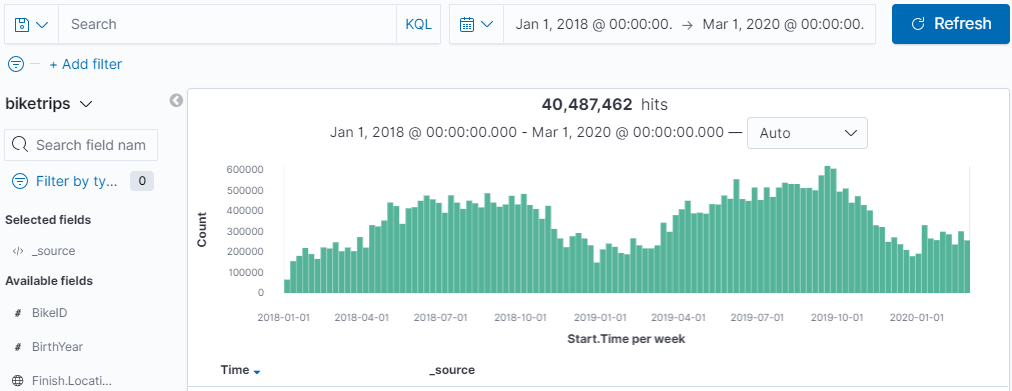 Search KQL Jan 1, 2018 @ 00:00:00. → Mar 1, 2020 @ 00:00:00. Refresh
+ Add filter
biketrips
Search field nam
Filter by ty... 0
Selected fields
</> _source
Available fields
# BikeID
# BirthYear
Finish.Locati...
40,487,462 hits
Jan 1, 2018 @ 00:00:00.000 - Mar 1, 2020 @ 00:00:00.000 — Auto
Count
600000
500000
400000
300000
200000
100000
0
2018-01-01 2018-04-01 2018-07-01 2018-10-01 2019-01-01 2019-04-01 2019-07-01 2019-10-01 2020-01-01
Start.Time per week
Time _source